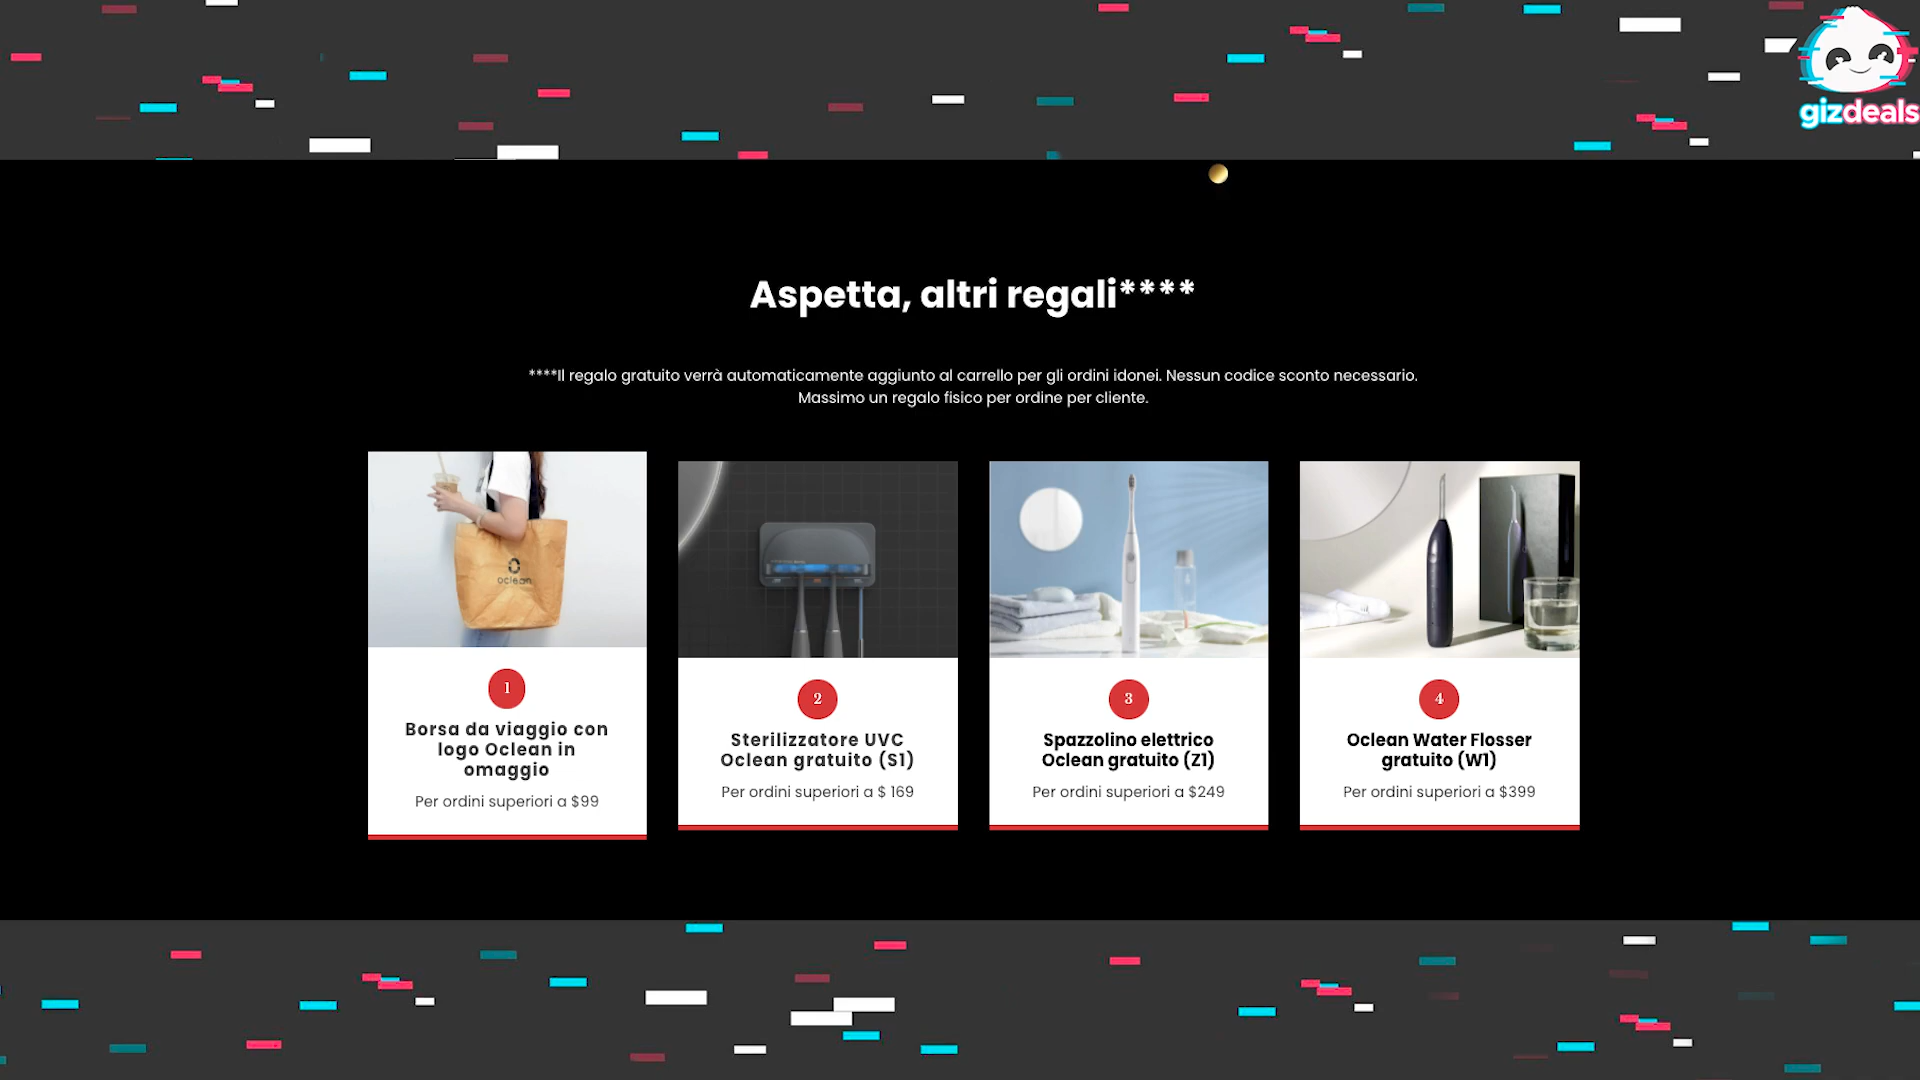 gizdeals
Aspetta, altri regali****
****Il regalo gratuito verrà automaticamente aggiunto al carrello per gli ordini idonei. Nessun codice sconto necessario.
Massimo un regalo fisico per ordine per cliente.
oclean
1
Borsa da viaggio con
logo Oclean in
omaggio
Per ordini superiori a $99
2
Sterilizzatore UVC
Oclean gratuito (S1)
Per ordini superiori a $ 169
3
Spazzolino elettrico
Oclean gratuito (Z1)
Per ordini superiori a $249
4
Oclean Water Flosser
gratuito (W1)
Per ordini superiori a $399